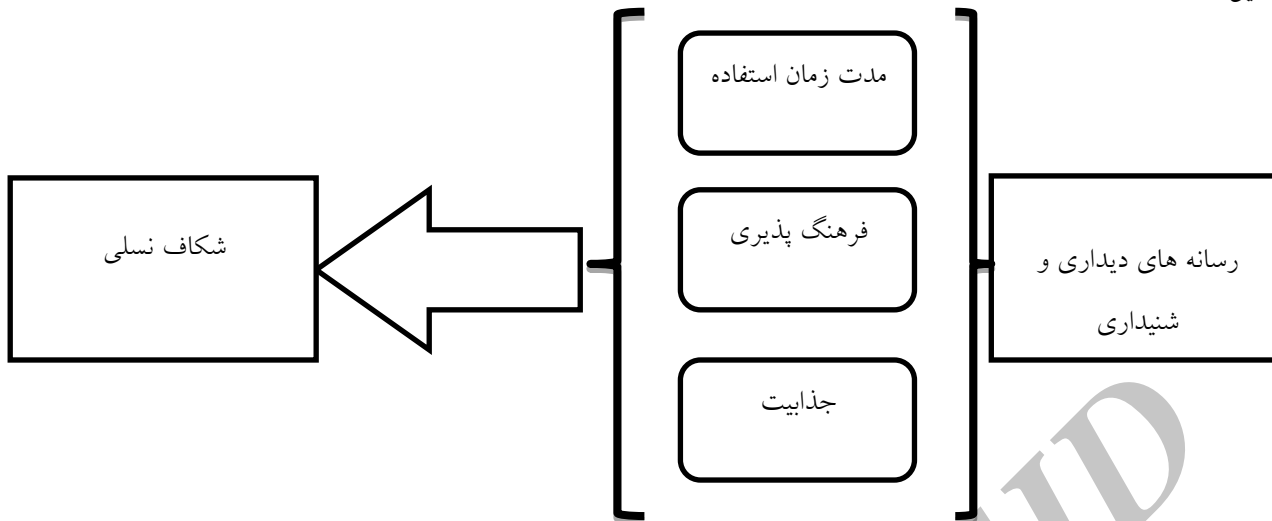 رسانه های دیداری و
شنیداری
مدت زمان استفاده
فرهنگ پذیری
جذابیت
شکاف نسلی